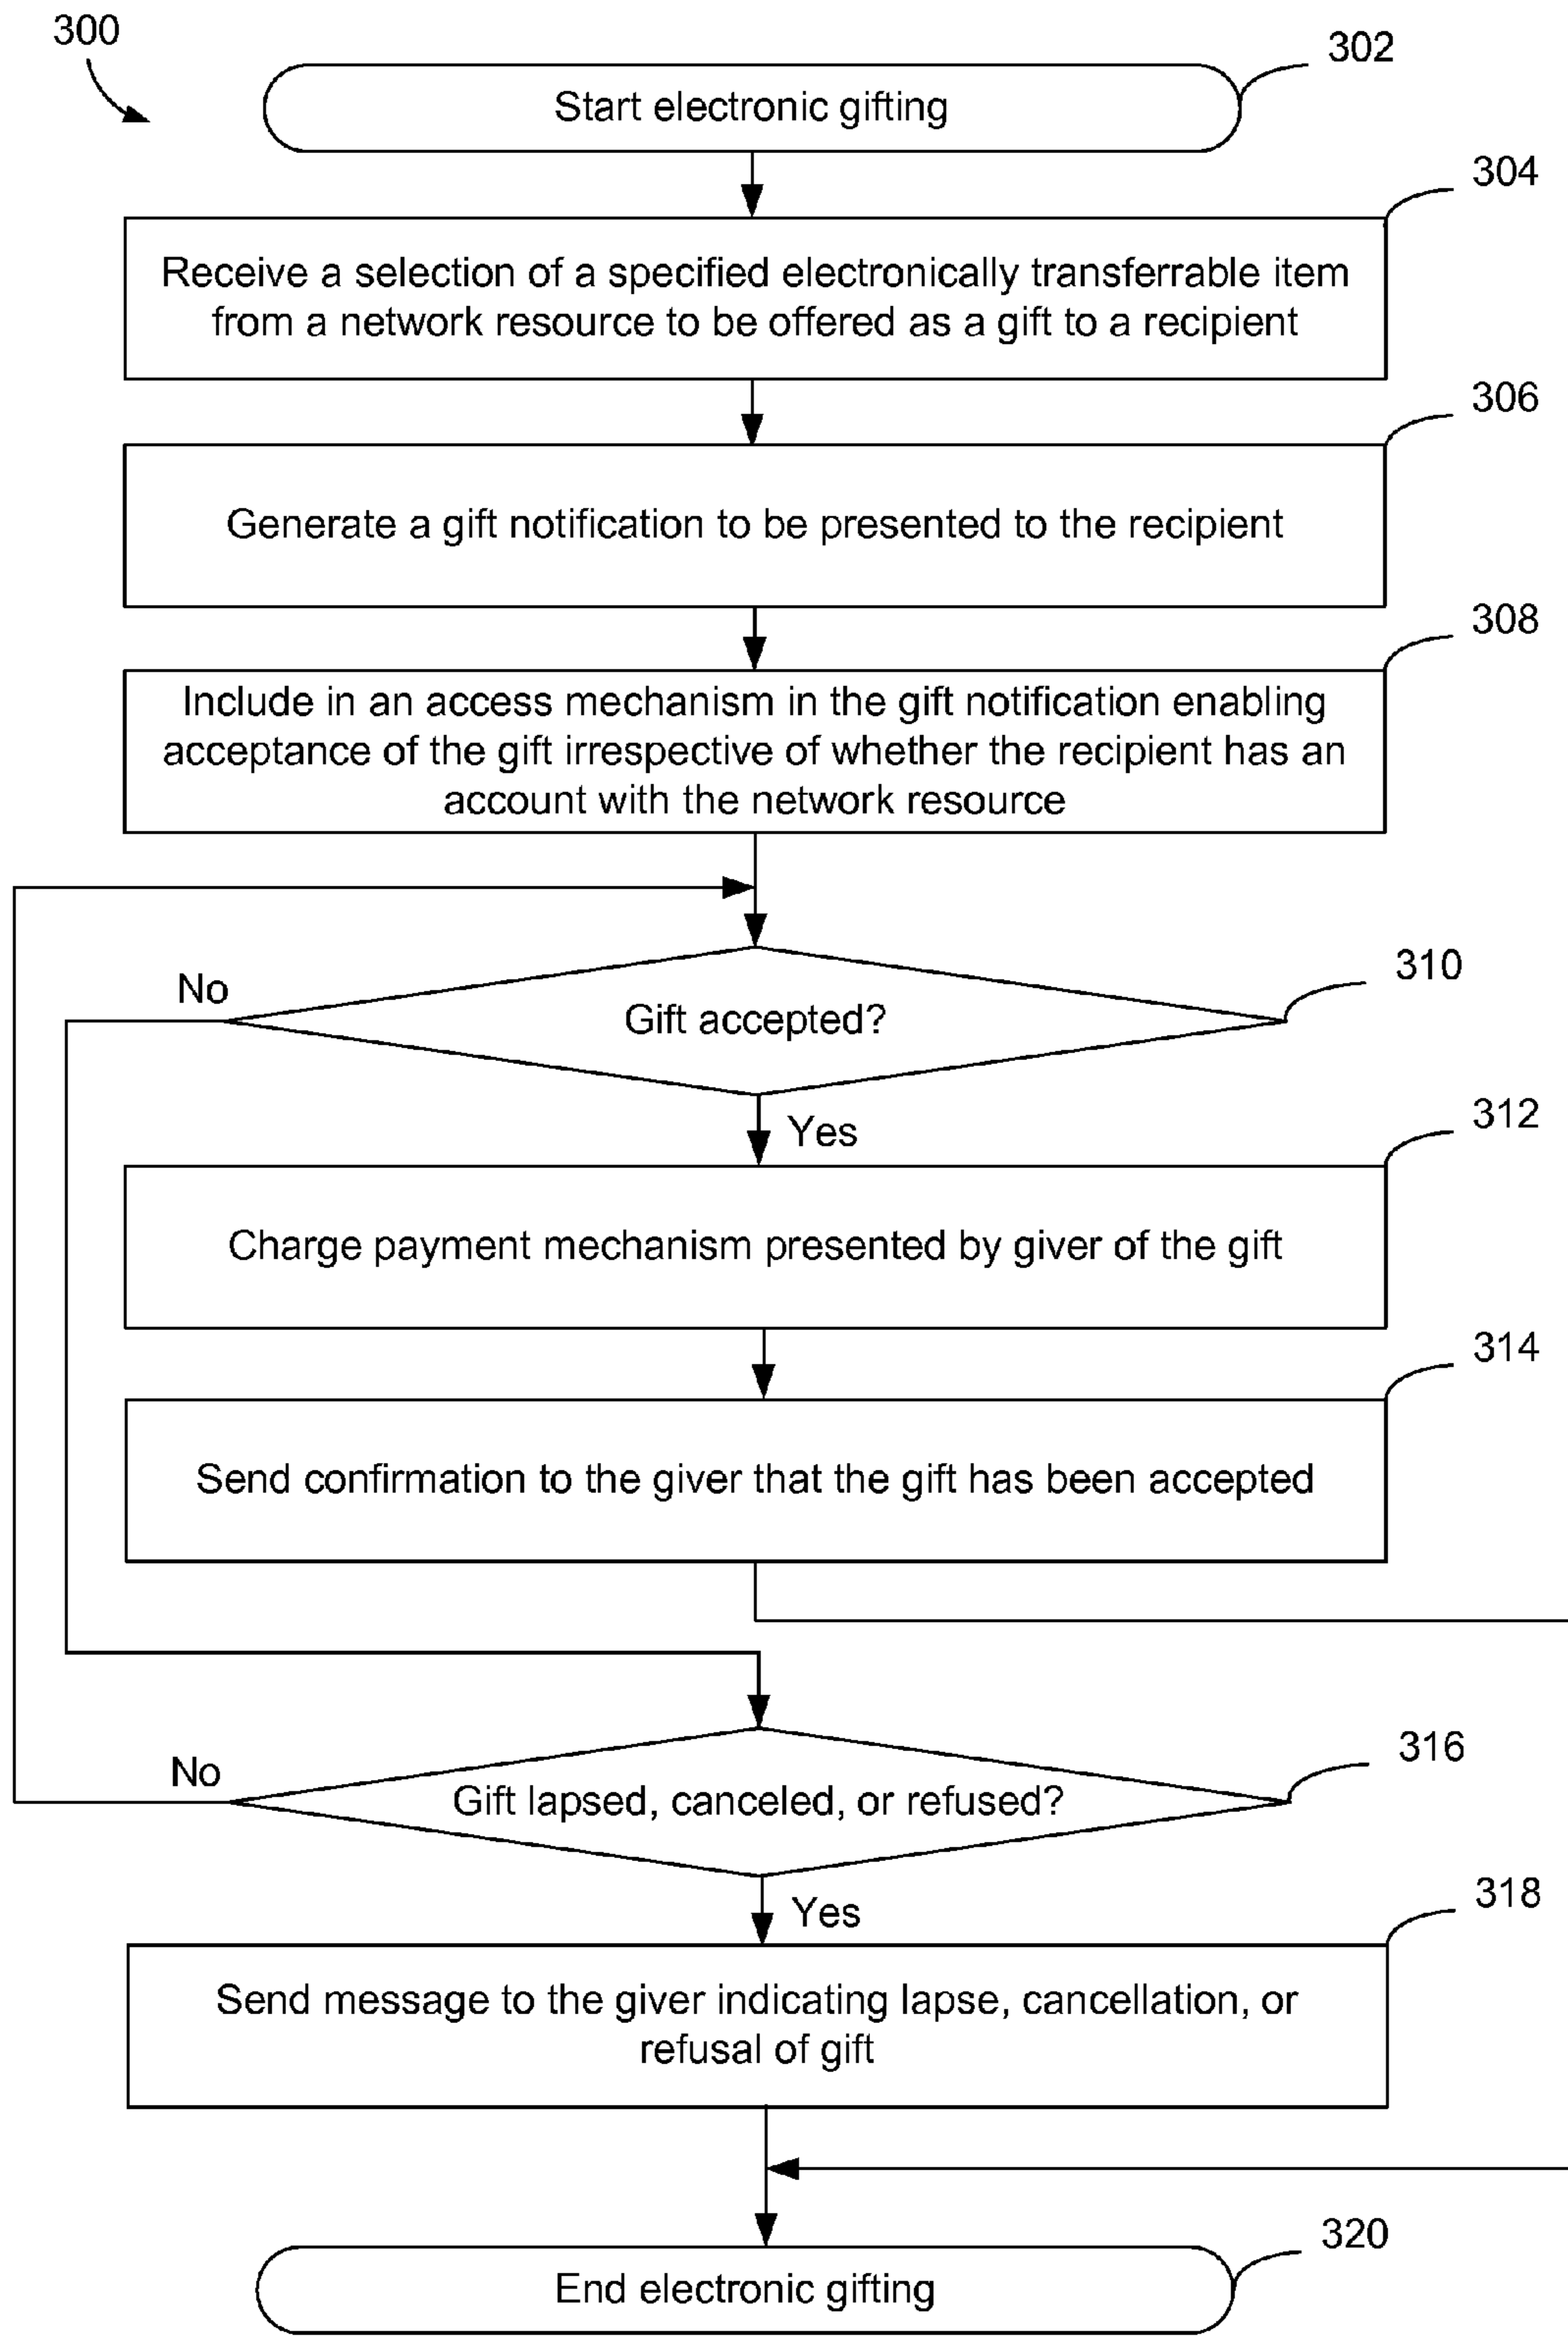 300
302
Start electronic gifting
304
Receive a selection of a specified electronically transferrable item
from a network resource to be offered as a gift to a recipient
306
Generate a gift notification to be presented to the recipient
308
Include in an access mechanism in the gift notification enabling
acceptance of the gift irrespective of whether the recipient has an
account with the network resource
310
No
Gift accepted?
Yes
312
Charge payment mechanism presented by giver of the gift
314
Send confirmation to the giver that the gift has been accepted
316
No
Gift lapsed, canceled, or refused?
Yes
318
Send message to the giver indicating lapse, cancellation, or
refusal of gift
320
End electronic gifting